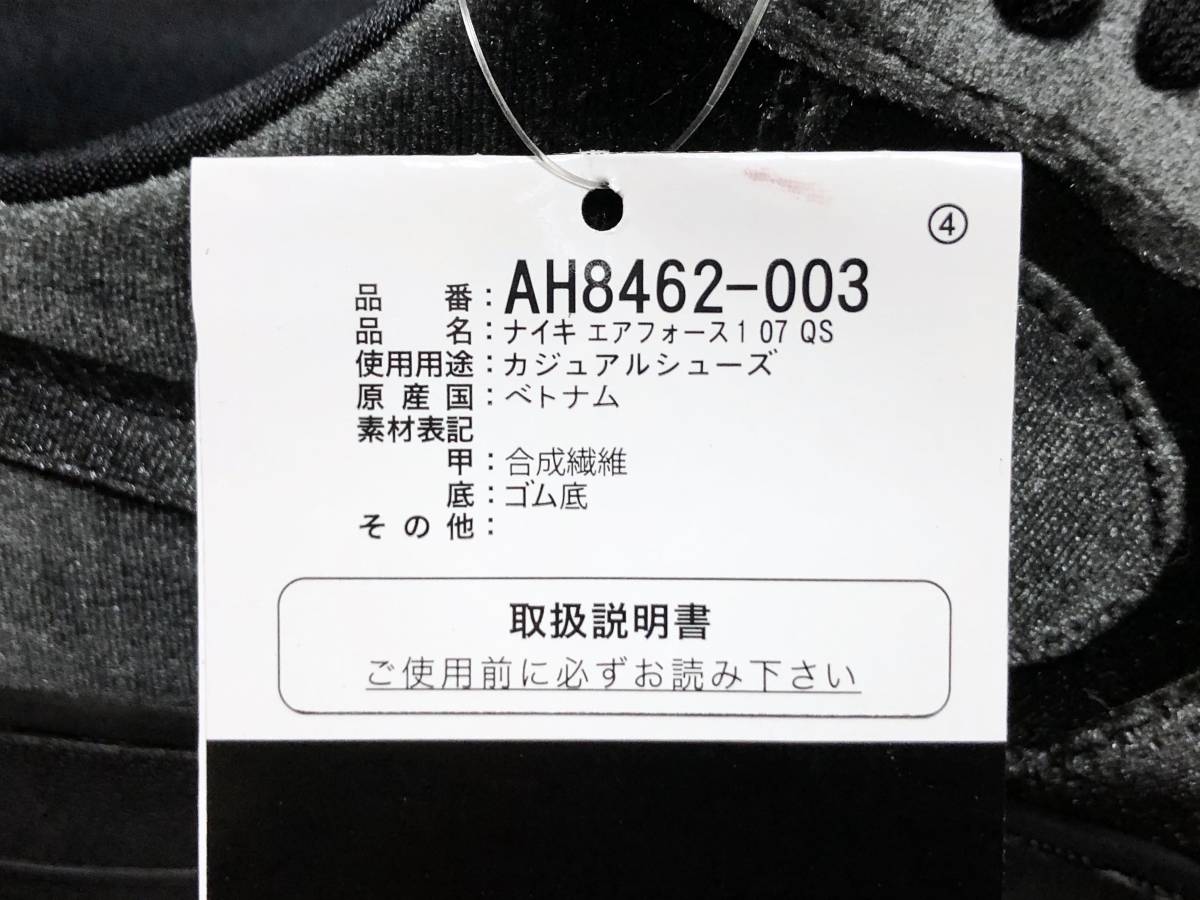 ④
品 番：AH8462-003
品 名：ナイキ エアフォース1 07 QS
使用用途：カジュアルシューズ
原 産 国：ベトナム
素材表記
甲：合成繊維
底：ゴム底
そ の 他：
取扱説明書
ご使用前に必ずお読み下さい